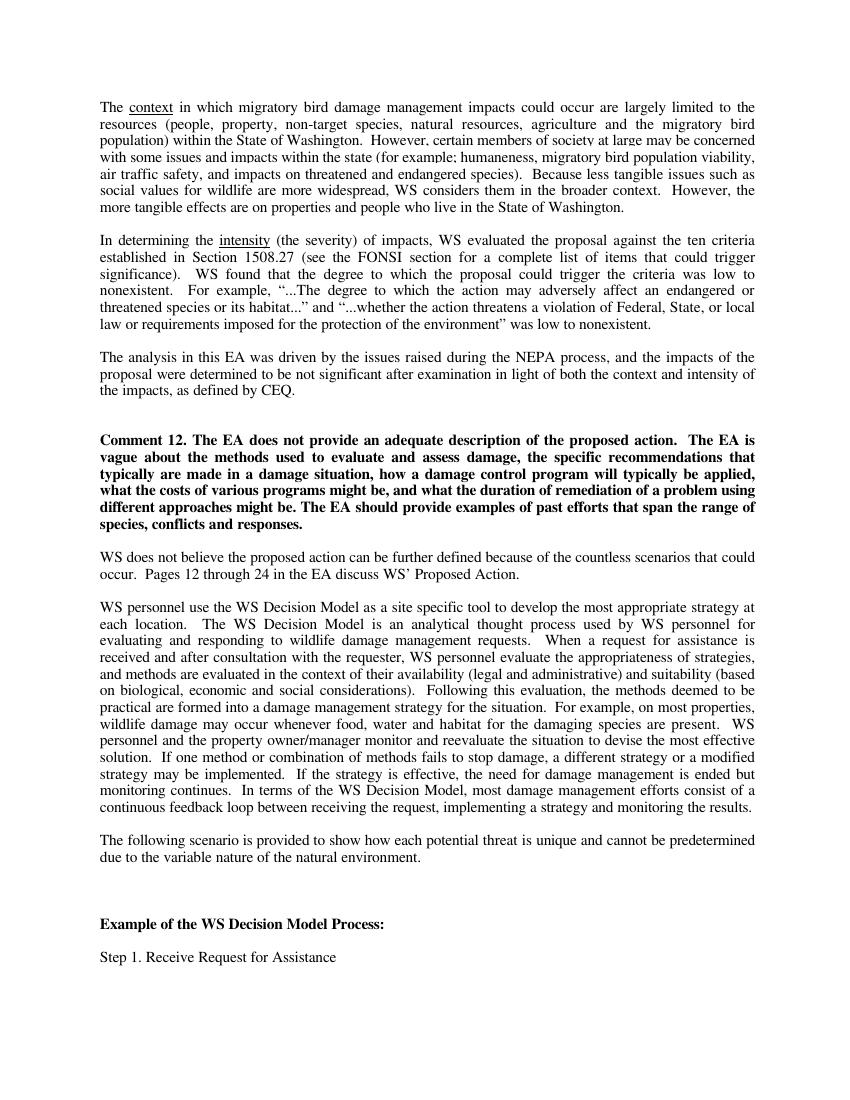 The context in which migratory bird damage management impacts could occur are largely limited to the
resources (people, property, non-target species, natural resources, agriculture and the migratory bird
population) within the State of Washington.  However, certain members of society at large may be concerned
with some issues and impacts within the state (for example; humaneness, migratory bird population viability,
air traffic safety, and impacts on threatened and endangered species).  Because less tangible issues such as
social values for wildlife are more widespread, WS considers them in the broader context.  However, the
more tangible effects are on properties and people who live in the State of Washington.
In determining the intensity (the severity) of impacts, WS evaluated the proposal against the ten criteria
established in Section 1508.27 (see the FONSI section for a complete list of items that could trigger
significance).  WS found that the degree to which the proposal could trigger the criteria was low to
nonexistent.  For example, “...The degree to which the action may adversely affect an endangered or
threatened species or its habitat...” and “...whether the action threatens a violation of Federal, State, or local
law or requirements imposed for the protection of the environment” was low to nonexistent.
The analysis in this EA was driven by the issues raised during the NEPA process, and the impacts of the
proposal were determined to be not significant after examination in light of both the context and intensity of
the impacts, as defined by CEQ.
Comment 12. The EA does not provide an adequate description of the proposed action.  The EA is
vague about the methods used to evaluate and assess damage, the specific recommendations that
typically are made in a damage situation, how a damage control program will typically be applied,
what the costs of various programs might be, and what the duration of remediation of a problem using
different approaches might be. The EA should provide examples of past efforts that span the range of
species, conflicts and responses.
WS does not believe the proposed action can be further defined because of the countless scenarios that could
occur.  Pages 12 through 24 in the EA discuss WS’ Proposed Action.
WS personnel use the WS Decision Model as a site specific tool to develop the most appropriate strategy at
each location.  The WS Decision Model is an analytical thought process used by WS personnel for
evaluating and responding to wildlife damage management requests.  When a request for assistance is
received and after consultation with the requester, WS personnel evaluate the appropriateness of strategies,
and methods are evaluated in the context of their availability (legal and administrative) and suitability (based
on biological, economic and social considerations).  Following this evaluation, the methods deemed to be
practical are formed into a damage management strategy for the situation.  For example, on most properties,
wildlife damage may occur whenever food, water and habitat for the damaging species are present.  WS
personnel and the property owner/manager monitor and reevaluate the situation to devise the most effective
solution.  If one method or combination of methods fails to stop damage, a different strategy or a modified
strategy may be implemented.  If the strategy is effective, the need for damage management is ended but
monitoring continues.  In terms of the WS Decision Model, most damage management efforts consist of a
continuous feedback loop between receiving the request, implementing a strategy and monitoring the results.
The following scenario is provided to show how each potential threat is unique and cannot be predetermined
due to the variable nature of the natural environment.
Example of the WS Decision Model Process:
Step 1. Receive Request for Assistance